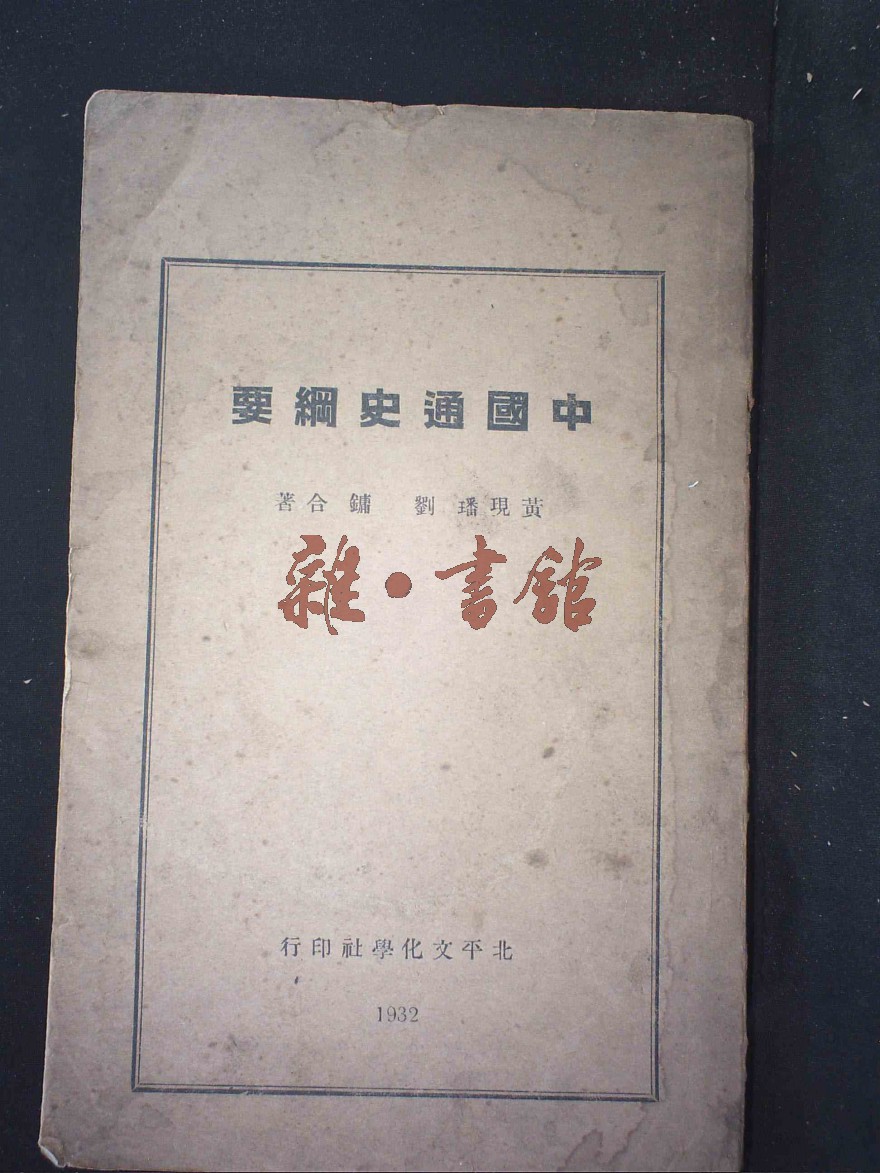 中國通史綱要
黃現璠 劉鏞合著
雜·書館
北平文化學社印行
1932